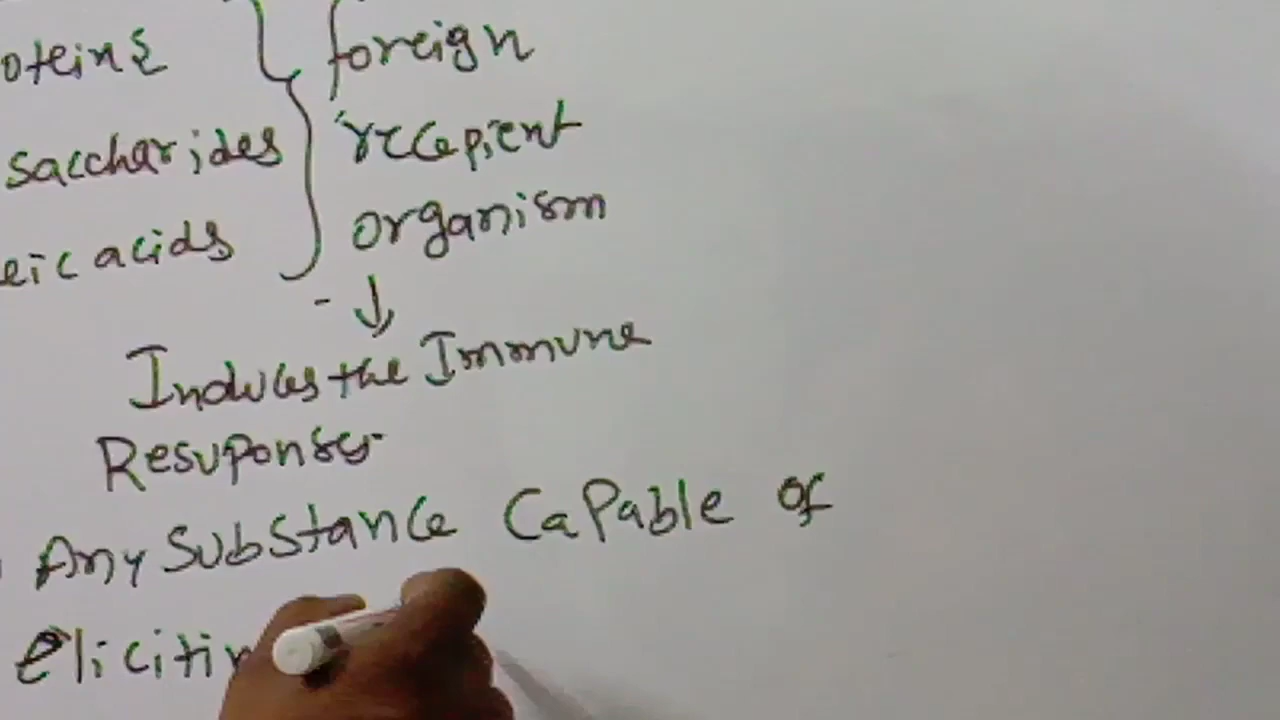 oteins foreign
saccharides recepient
eic acids organism
Induces the Immune
Resuponses
Any Substance Capable of
elicitin